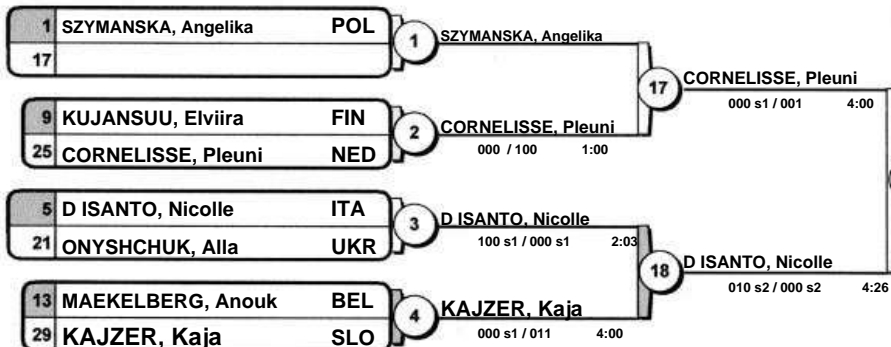 1 SZYMANSKA, Angelika POL
17
1
SZYMANSKA, Angelika
9 KUJANSUU, Elviira FIN
25 CORNELISSE, Pleuni NED
2
CORNELISSE, Pleuni
000 / 100 1:00
17
CORNELISSE, Pleuni
000 s1 / 001 4:00
5 D ISANTO, Nicolle ITA
21 ONYSHCHUK, Alla UKR
3
D ISANTO, Nicolle
100 s1 / 000 s1 2:03
13 MAEKELBERG, Anouk BEL
29 KAJZER, Kaja SLO
4
KAJZER, Kaja
000 s1 / 011 4:00
18
D ISANTO, Nicolle
010 s2 / 000 s2 4:26